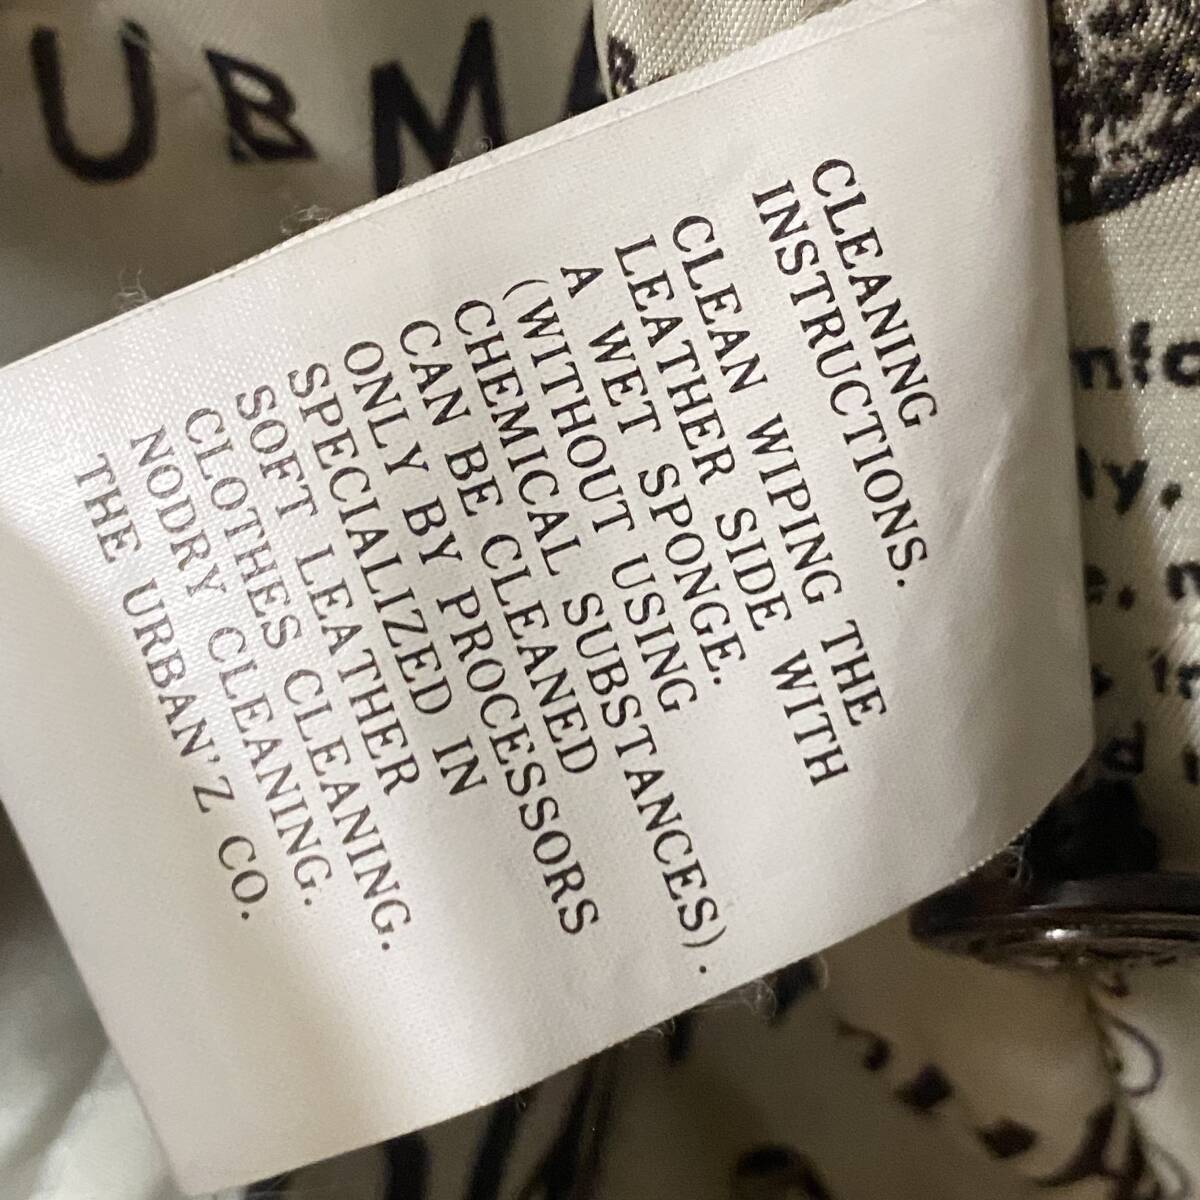 UBMA
CLEANING
INSTRUCTIONS.
CLEAN WIPING THE
LEATHER SIDE WITH
A WET SPONGE.
(WITHOUT USING
CHEMICAL SUBSTANCES).
CAN BE CLEANED
ONLY BY PROCESSORS
SPECIALIZED IN
SOFT LEATHER
CLOTHES CLEANING.
NODRY CLEANING.
THE URBAN'Z CO.